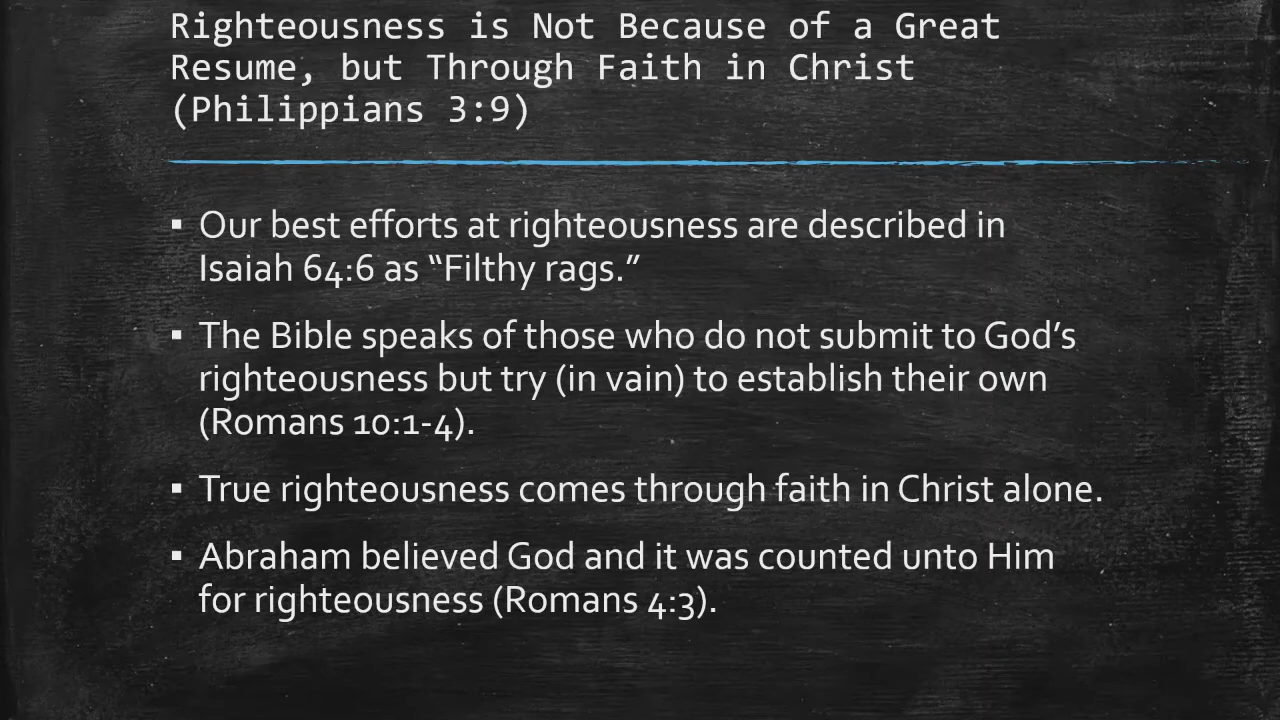 Righteousness is Not Because of a Great
Resume, but Through Faith in Christ
(Philippians 3:9)
▪ Our best efforts at righteousness are described in
Isaiah 64:6 as “Filthy rags.”
▪ The Bible speaks of those who do not submit to God’s
righteousness but try (in vain) to establish their own
(Romans 10:1-4).
▪ True righteousness comes through faith in Christ alone.
▪ Abraham believed God and it was counted unto Him
for righteousness (Romans 4:3).